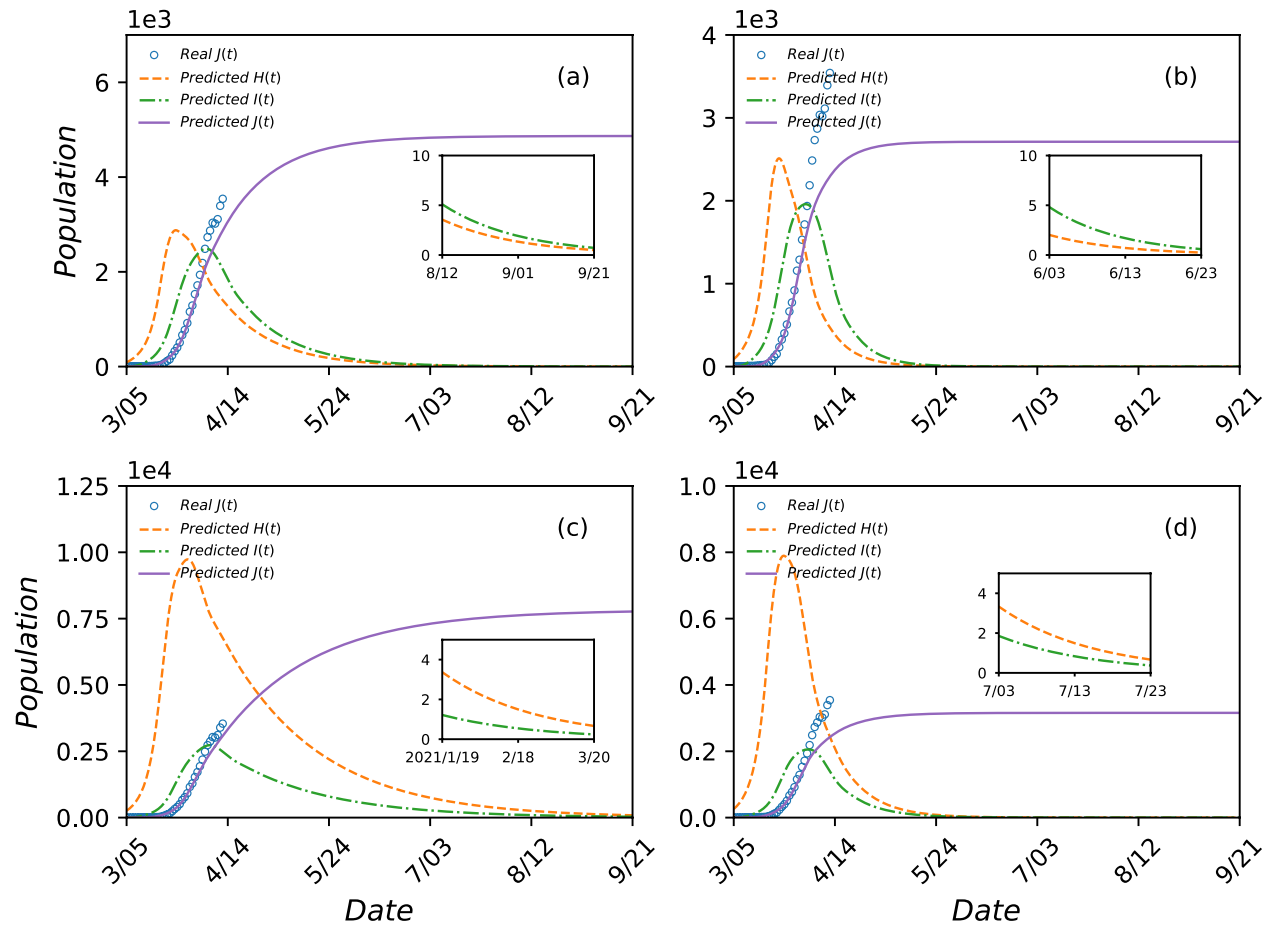 1e3
6
4
2
0
Population
Real J(t)
Predicted H(t)
Predicted I(t)
Predicted J(t)
(a)
10
5
0
8/12 9/01 9/21
3/05 4/14 5/24 7/03 8/12 9/21
1e3
4
3
2
1
0
Real J(t)
Predicted H(t)
Predicted I(t)
Predicted J(t)
(b)
10
5
0
6/03 6/13 6/23
3/05 4/14 5/24 7/03 8/12 9/21
1e4
1.25
1.00
0.75
0.50
0.25
0.00
Population
Real J(t)
Predicted H(t)
Predicted I(t)
Predicted J(t)
(c)
4
2
0
2021/1/19 2/18 3/20
3/05 4/14 5/24 7/03 8/12 9/21
Date
1e4
1.0
0.8
0.6
0.4
0.2
0.0
Real J(t)
Predicted H(t)
Predicted I(t)
Predicted J(t)
(d)
4
2
0
7/03 7/13 7/23
3/05 4/14 5/24 7/03 8/12 9/21
Date